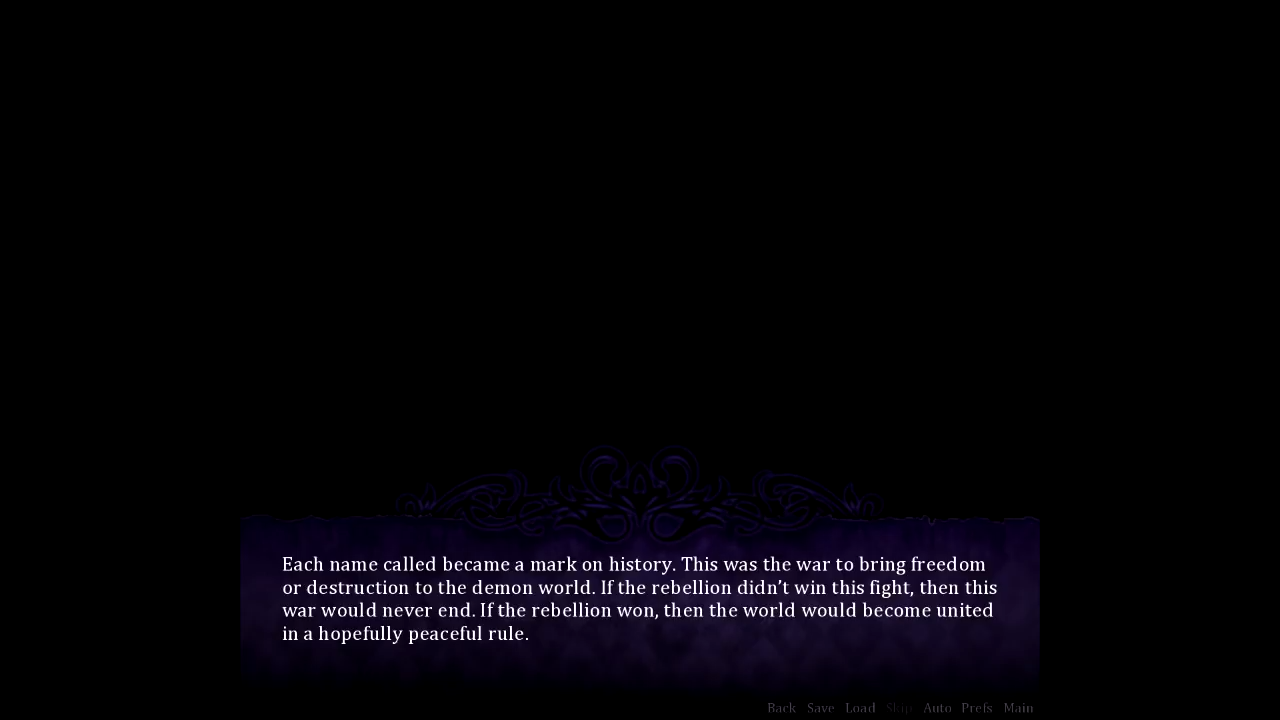 Each name called became a mark on history. This was the war to bring freedom
or destruction to the demon world. If the rebellion didn’t win this fight, then this
war would never end. If the rebellion won, then the world would become united
in a hopefully peaceful rule.
Back Save Load Skip Auto Prefs Main